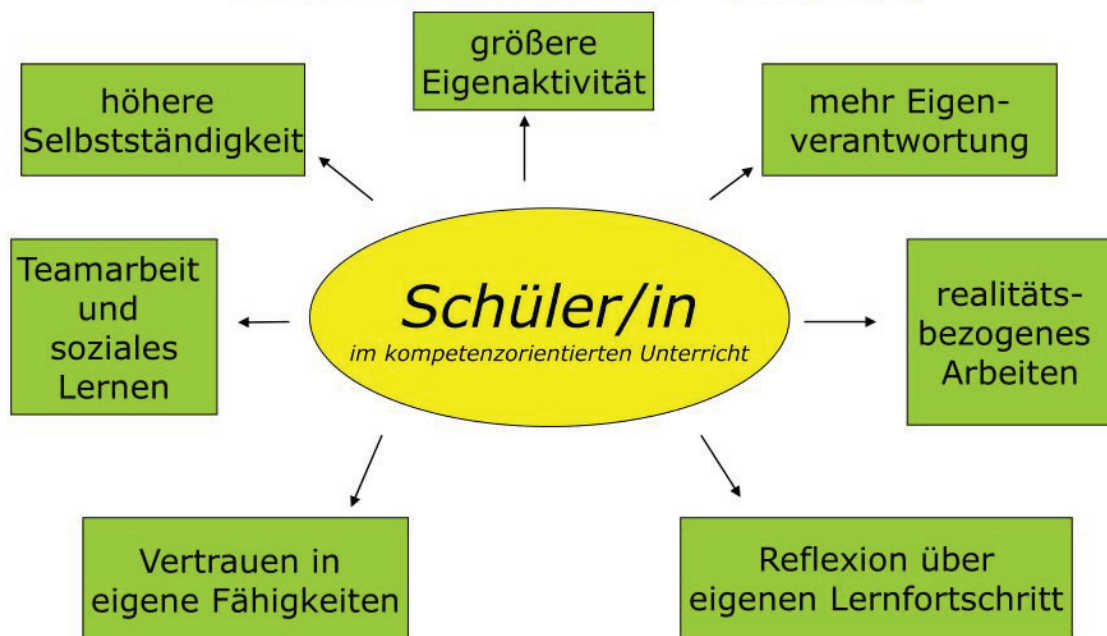 größere
Eigenaktivität
höhere
Selbstständigkeit
mehr Eigen-
verantwortung
Teamarbeit
und
soziales
Lernen
Schüler/in
im kompetenzorientierten Unterricht
realitäts-
bezogenes
Arbeiten
Vertrauen in
eigene Fähigkeiten
Reflexion über
eigenen Lernfortschritt